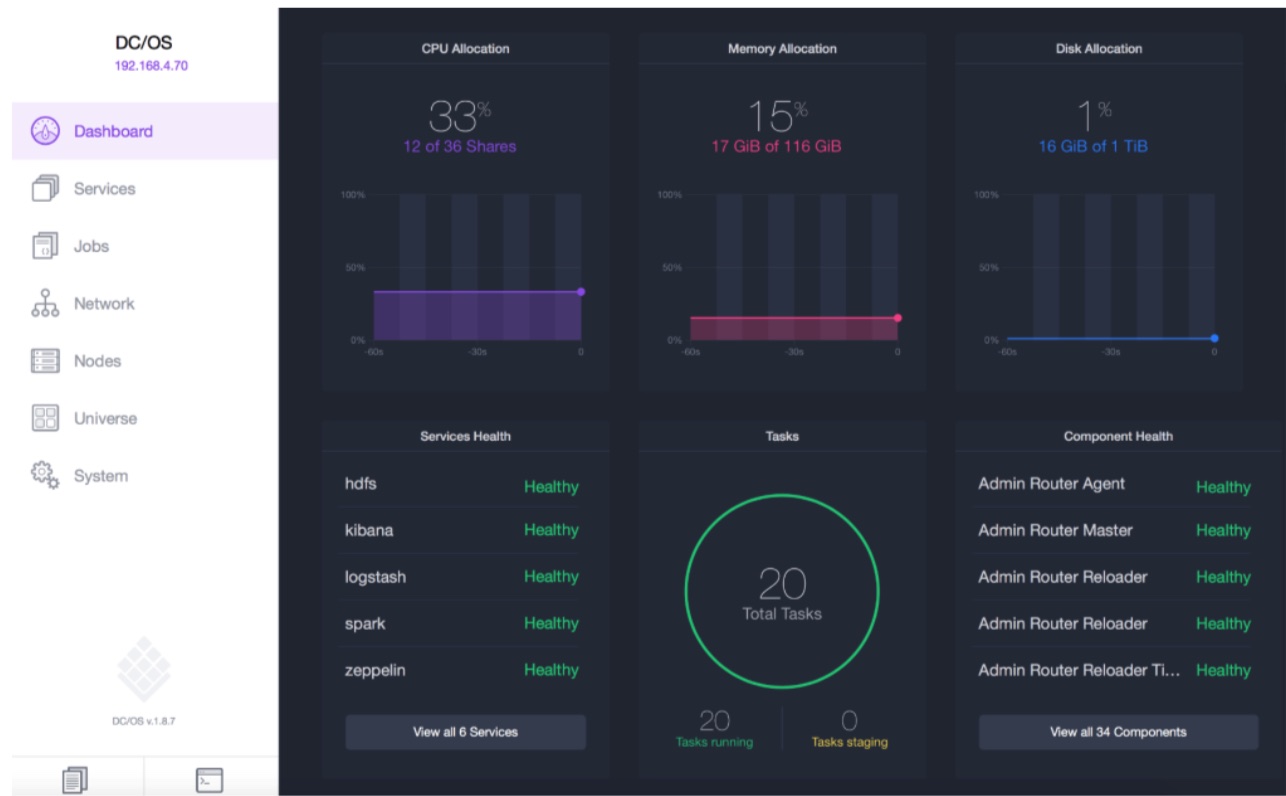 DC/OS
192.168.4.70
Dashboard
Services
Jobs
Network
Nodes
Universe
System
DC/OS v.1.8.7
CPU Allocation
33%
12 of 36 Shares
100%
50%
0%
-60s -30s 0
Memory Allocation
15%
17 GiB of 116 GiB
100%
50%
0%
-60s -30s 0
Disk Allocation
1%
16 GiB of 1 TiB
100%
50%
0%
-60s -30s 0
Services Health
hdfs Healthy
kibana Healthy
logstash Healthy
spark Healthy
zeppelin Healthy
View all 6 Services
Tasks
20
Total Tasks
20 0
Tasks running Tasks staging
Component Health
Admin Router Agent Healthy
Admin Router Master Healthy
Admin Router Reloader Healthy
Admin Router Reloader Healthy
Admin Router Reloader Ti... Healthy
View all 34 Components